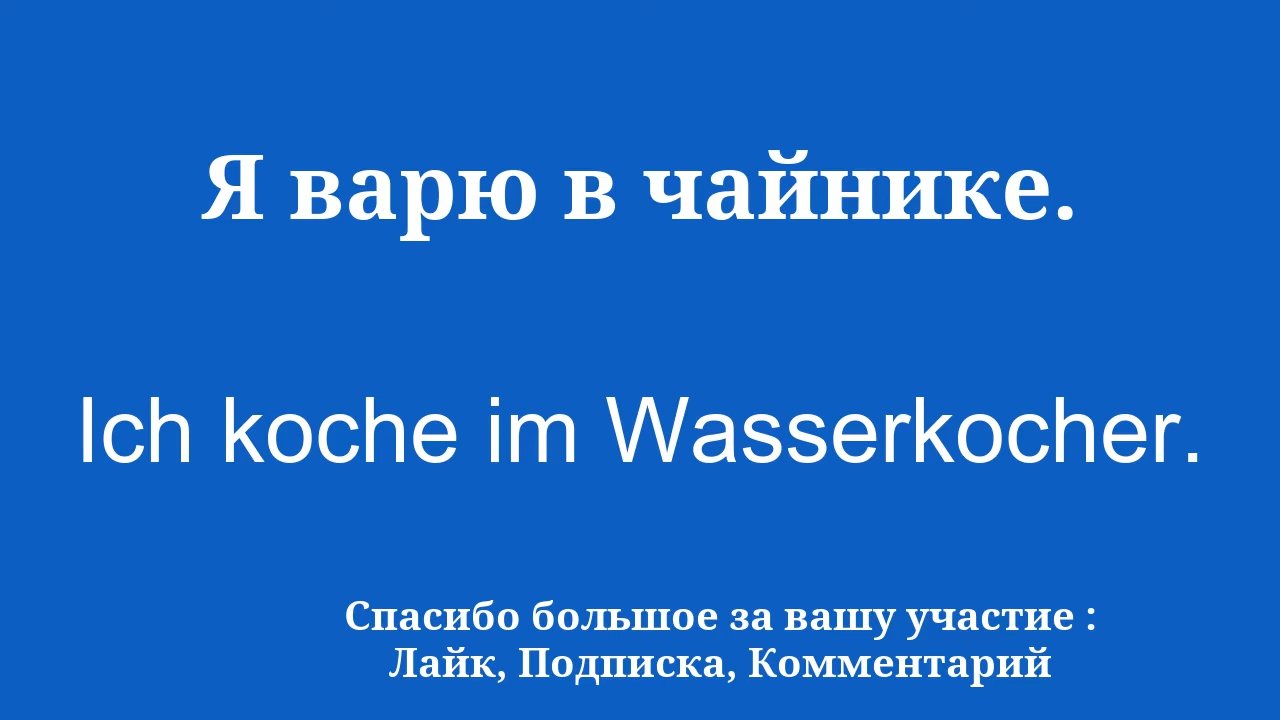 Я варю в чайнике.
Ich koche im Wasserkocher.
Спасибо большое за вашу участие :
Лайк, Подписка, Комментарий